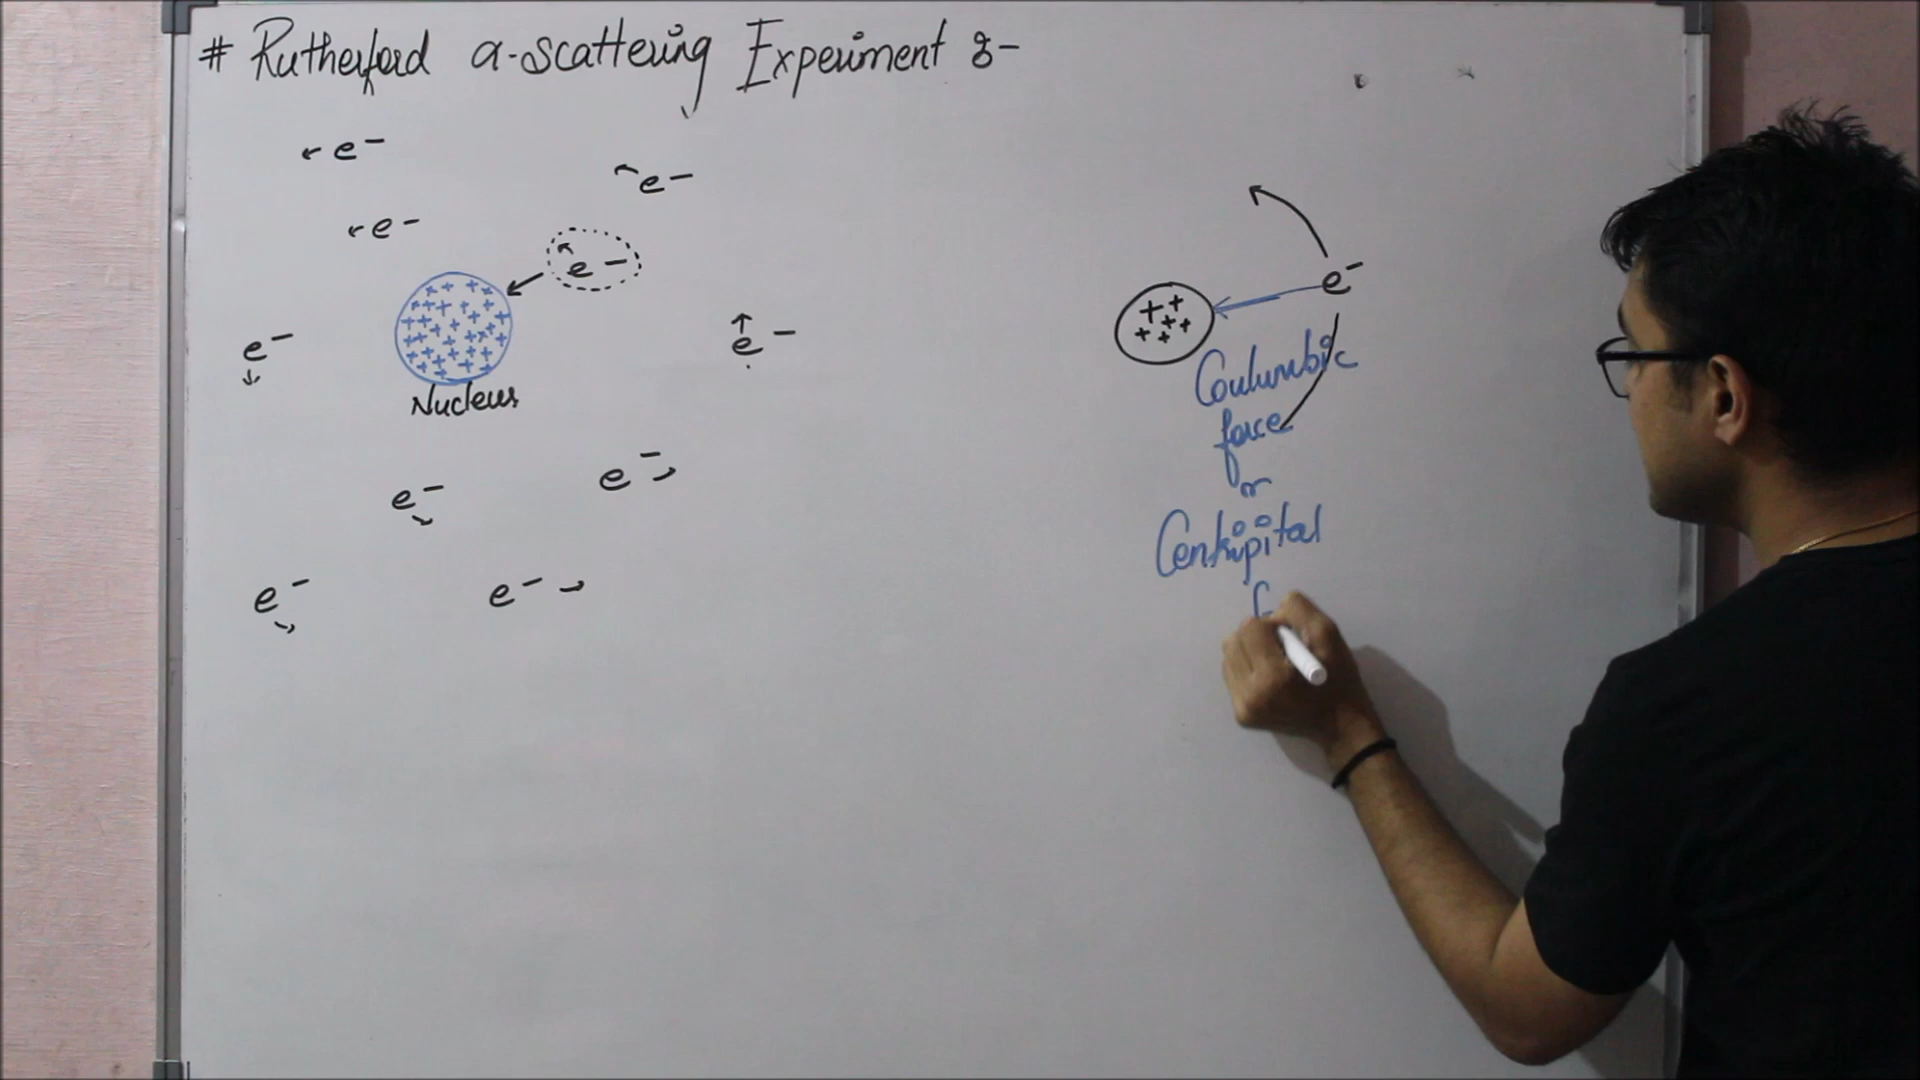 # Rutherford α-scattering Experiment :-
e-
e-
e-
e-
e-
e-
e-
e-
e-
e-
Nucleus
+ + + + + +
e-
Coulumbic
force
or
Centripital
f